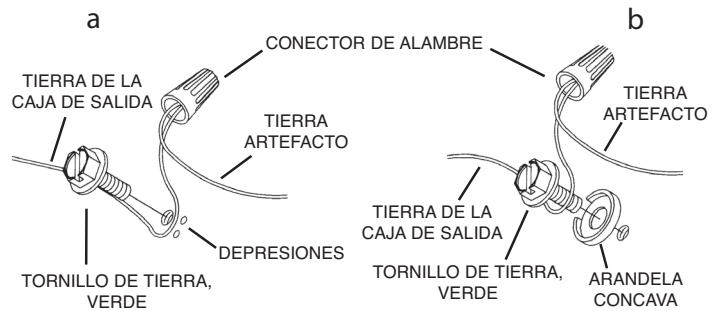 a
b
CONECTOR DE ALAMBRE
TIERRA DE LA
CAJA DE SALIDA
TIERRA
ARTEFACTO
DEPRESIONES
TORNILLO DE TIERRA,
VERDE
TIERRA
ARTEFACTO
TIERRA DE LA
CAJA DE SALIDA
TORNILLO DE TIERRA,
VERDE
ARANDELA
CONCAVA